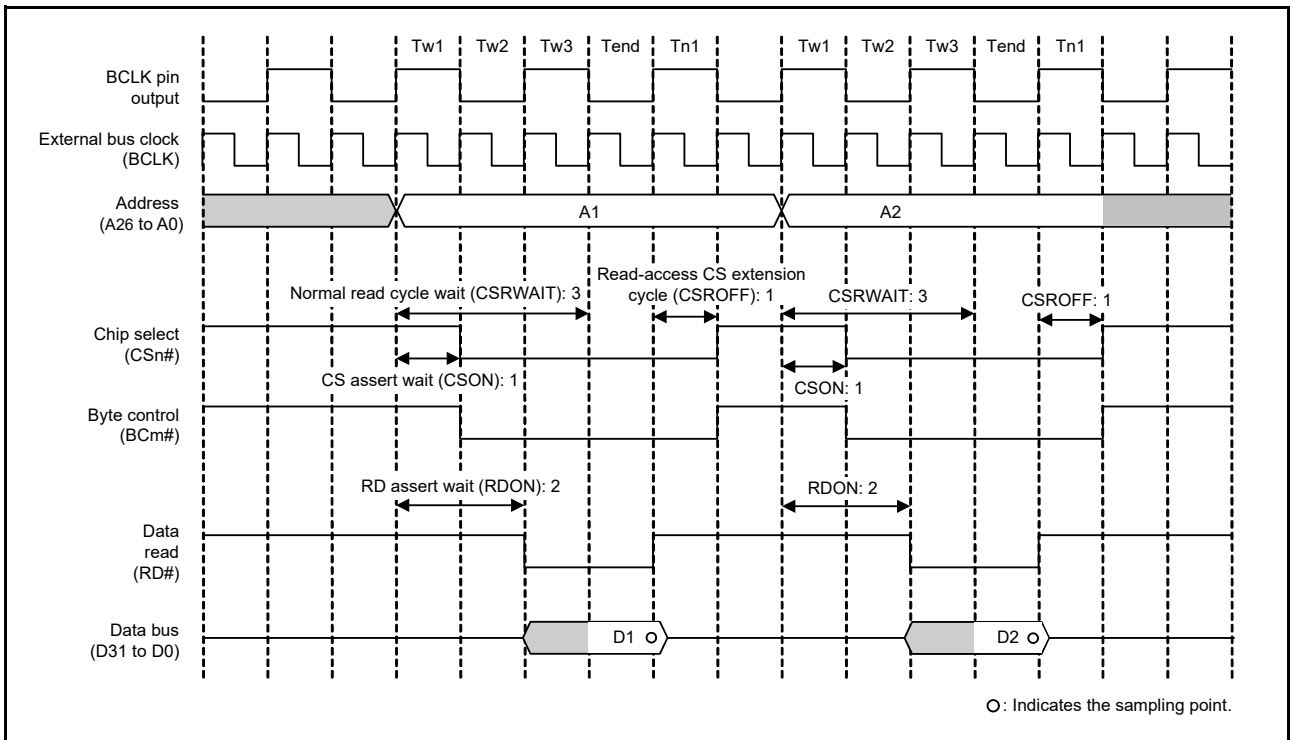 Tw1 Tw2 Tw3 Tend Tn1 Tw1 Tw2 Tw3 Tend Tn1
BCLK pin
output
External bus clock
(BCLK)
Address
(A26 to A0)
A1 A2
Normal read cycle wait (CSRWAIT): 3
Read-access CS extension
cycle (CSROFF): 1
CSRWAIT: 3
CSROFF: 1
Chip select
(CSn#)
CS assert wait (CSON): 1
CSON: 1
Byte control
(BCm#)
RD assert wait (RDON): 2
RDON: 2
Data
read
(RD#)
Data bus
(D31 to D0)
D1 D2
: Indicates the sampling point.